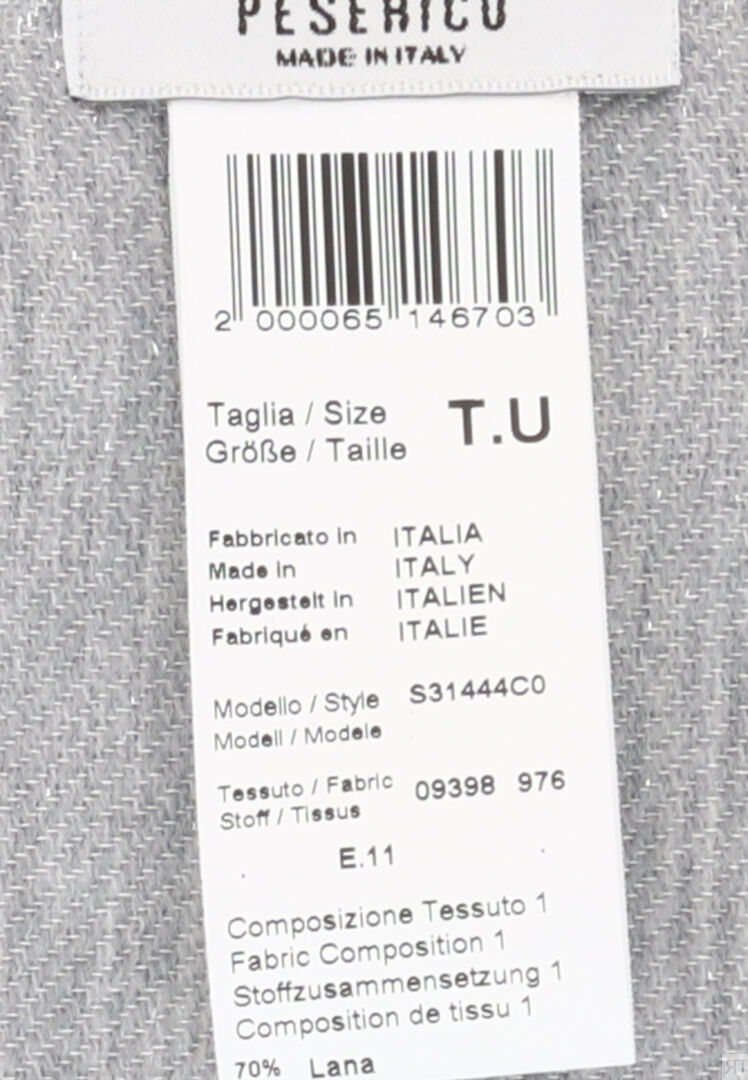 PESERICO
MADE IN ITALY
2 000065 146703
Taglia / Size T.U
Größe / Taille
Fabbricato in ITALIA
Made in ITALY
Hergestelt in ITALIEN
Fabriqué en ITALIE
Modello / Style S31444C0
Modell / Modele
Tessuto / Fabric 09398 976
Stoff / Tissus
E.11
Composizione Tessuto 1
Fabric Composition 1
Stoffzusammensetzung 1
Composition de tissu 1
70% Lana